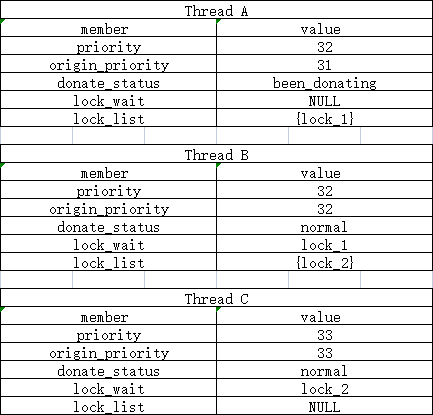 Thread A
member value
priority 32
origin_priority 31
donate_status been_donating
lock_wait NULL
lock_list {lock_1}
Thread B
member value
priority 32
origin_priority 32
donate_status normal
lock_wait lock_1
lock_list {lock_2}
Thread C
member value
priority 33
origin_priority 33
donate_status normal
lock_wait lock_2
lock_list NULL